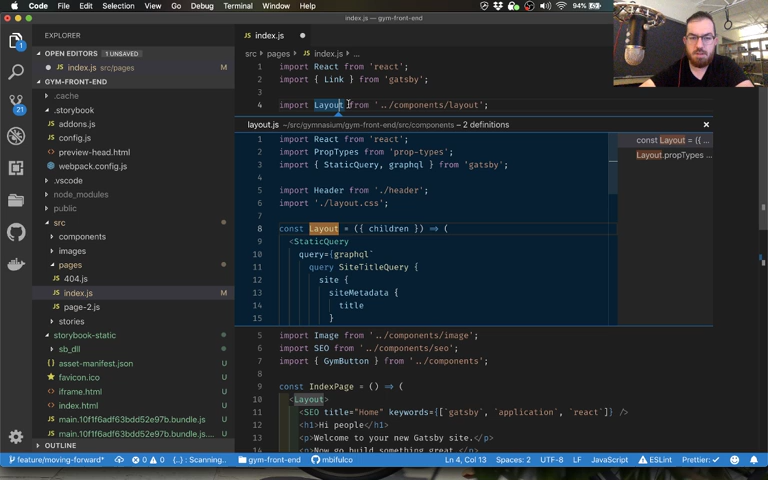 Code File Edit Selection View Go Debug Terminal Window Help 94%
index.js — gym-front-end
EXPLORER
OPEN EDITORS 1 UNSAVED
index.js src/pages M
GYM-FRONT-END
.cache
.storybook
addons.js
config.js
preview-head.html
webpack.config.js
.vscode
node_modules
public
src
components
images
pages
404.js
index.js M
page-2.js
stories
storybook-static
sb_dll
asset-manifest.json U
favicon.ico U
iframe.html U
index.html U
main.10f1f6adf63bdd52e97b.bundle.js U
main.10f1f6adf63bdd52e97b.bundle.... U
OUTLINE
1
21
index.js
src › pages › index.js › ...
1 import React from 'react';
2 import { Link } from 'gatsby';
4 import Layout from '../components/layout';
layout.js ~/src/gymnasium/gym-front-end/src/components – 2 definitions
1 import React from 'react';
2 import PropTypes from 'prop-types';
3 import { StaticQuery, graphql } from 'gatsby';
4
5 import Header from './header';
6 import './layout.css';
7
8 const Layout = ({ children }) => (
9 <StaticQuery
10 query={graphql`
11 query SiteTitleQuery {
12 site {
13 siteMetadata {
14 title
15 }
const Layout = ({ ...
Layout.propTypes ...
5 import Image from '../components/image';
6 import SEO from '../components/seo';
7 import { GymButton } from '../components';
8
9 const IndexPage = () => (
10 <Layout>
11 <SEO title="Home" keywords={[`gatsby`, `application`, `react`]} />
12 <h1>Hi people</h1>
13 <p>Welcome to your new Gatsby site.</p>
14 <p>Now go build something great.</p>
feature/moving-forward* 0 0 {..} : Scanning.. gym-front-end mbifulco Ln 4, Col 13 Spaces: 2 UTF-8 LF JavaScript ESLint Prettier: ✓